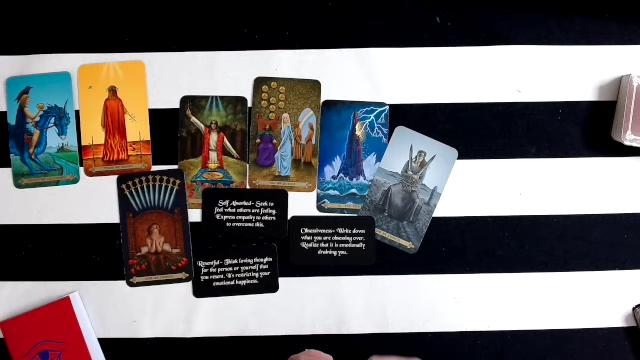 Self Absorbed- Seek to
feel what others are feeling.
Express empathy to others
to overcome this.
Obsessiveness- Write down
what you are obsessing over.
Realize that it is emotionally
draining you.
Resentful- Think loving thoughts
for the person or yourself that
you resent. It's restricting your
emotional happiness.